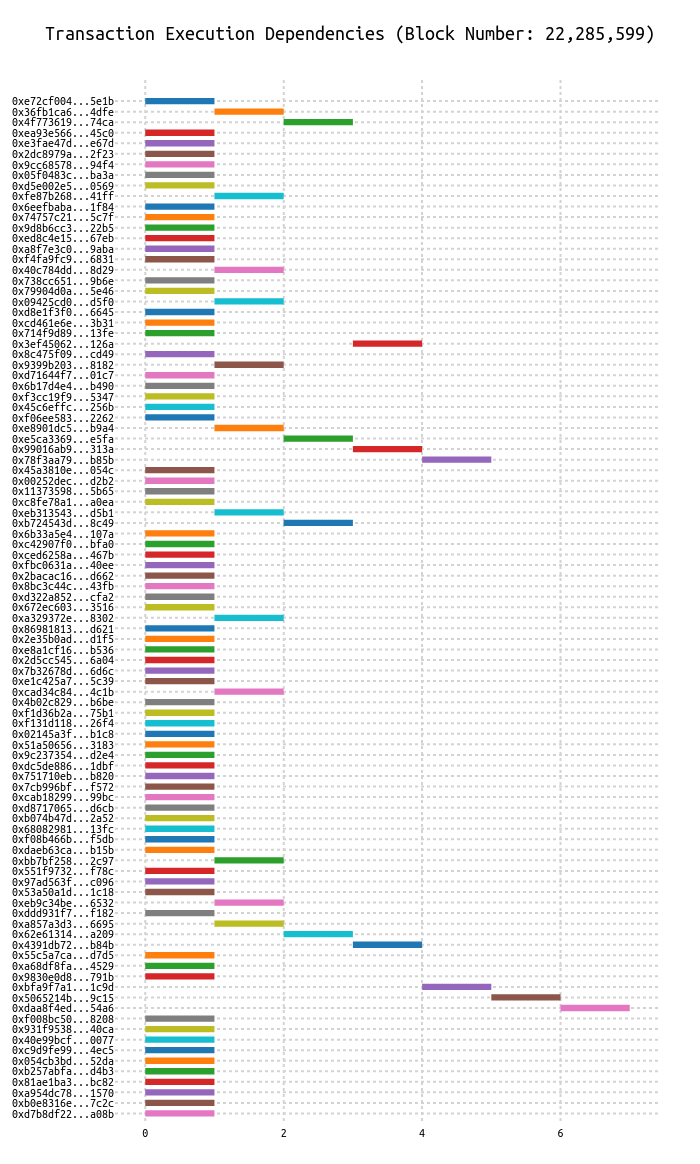 Transaction Execution Dependencies (Block Number: 22,285,599)
0xe72cf004...5e1b
0x36fb1ca6...4dfe
0x4f773619...74ca
0xea93e566...45c0
0xe3fae47d...e67d
0x2dc8979a...2f23
0x9cc68578...94f4
0x05f0483c...ba3a
0xd5e002e5...0569
0xfe87b268...41ff
0x6eefbaba...1f84
0x74757c21...5c7f
0x9d8b6cc3...22b5
0xed8c4e15...67eb
0xa8f7e3c0...9aba
0xf4fa9fc9...6831
0x40c784dd...8d29
0x738cc651...9b6e
0x79904d0a...5e46
0x09425cd0...d5f0
0xd8e1f3f0...6645
0xcd461e6e...3b31
0x714f9d89...13fe
0x3ef45062...126a
0x8c475f09...cd49
0x9399b203...8182
0xd71644f7...01c7
0x6b17d4e4...b490
0xf3cc19f9...5347
0x45c6effc...256b
0xf06ee583...2262
0xe8901dc5...b9a4
0xe5ca3369...e5fa
0x99016ab9...313a
0x78f3aa79...b85b
0x45a3810e...054c
0x00252dec...d2b2
0x11373598...5b65
0xc8fe78a1...a0ea
0xeb313543...d5b1
0xb724543d...8c49
0x6b33a5e4...107a
0xc42907f0...bfa0
0xced6258a...467b
0xfbc0631a...40ee
0x2bacac16...d662
0x8bc3c44c...43fb
0xd322a852...cfa2
0x672ec603...3516
0xa329372e...8302
0x86981813...d621
0x2e35b0ad...d1f5
0xe8a1cf16...b536
0x2d5cc545...6a04
0x7b32678d...6d6c
0xe1c425a7...5c39
0xcad34c84...4c1b
0x4b02c829...b6be
0xf1d36b2a...75b1
0xf131d118...26f4
0x02145a3f...b1c8
0x51a50656...3183
0x9c237354...d2e4
0xdc5de886...1dbf
0x751710eb...b820
0x7cb996bf...f572
0xcab18299...99bc
0xd8717065...d6cb
0xb074b47d...2a52
0x68082981...13fc
0xf08b466b...f5db
0xdaeb63ca...b15b
0xbb7bf258...2c97
0x551f9732...f78c
0x97ad563f...c096
0x53a50a1d...1c18
0xeb9c34be...6532
0xddd931f7...f182
0xa857a3d3...6695
0x62e61314...a209
0x4391db72...b84b
0x55c5a7ca...d7d5
0xa68df8fa...4529
0x9830e0d8...791b
0xbfa9f7a1...1c9d
0x5065214b...9c15
0xdaa8f4ed...54a6
0xf008bc50...8208
0x931f9538...40ca
0x40e99bcf...0077
0xc9d9fe99...4ec5
0x054cb3bd...52da
0xb257abfa...d4b3
0x81ae1ba3...bc82
0xa954dc78...1570
0xb0e8316e...7c2c
0xd7b8df22...a08b
0 2 4 6